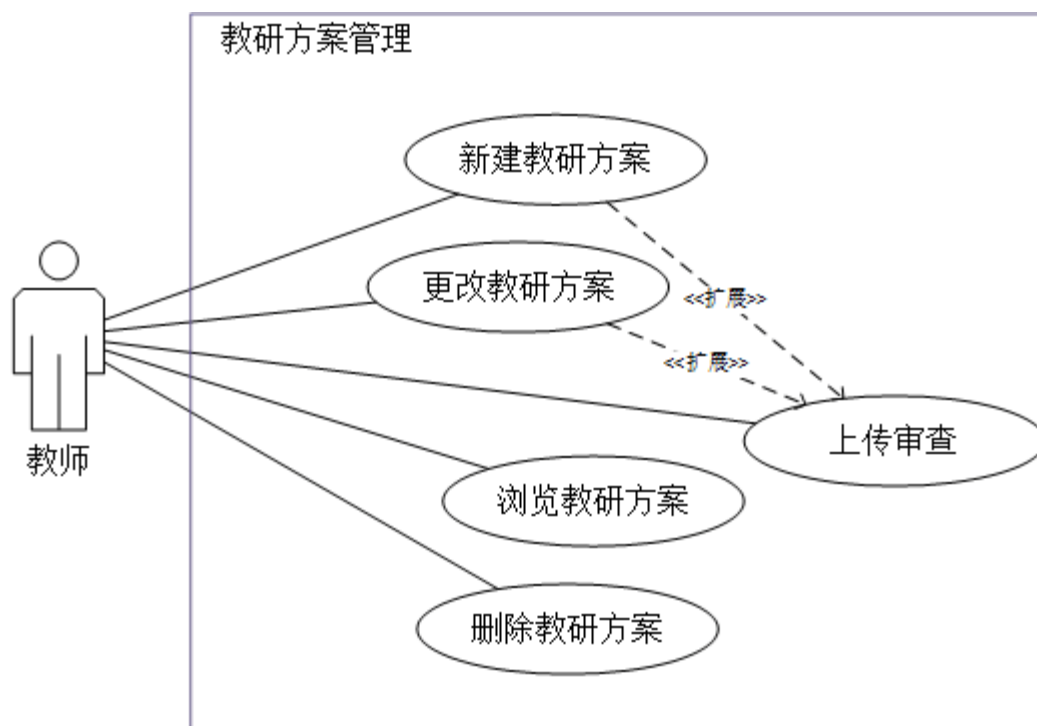 教研方案管理
新建教研方案
更改教研方案
<<扩展>>
<<扩展>>
上传审查
教师
浏览教研方案
删除教研方案